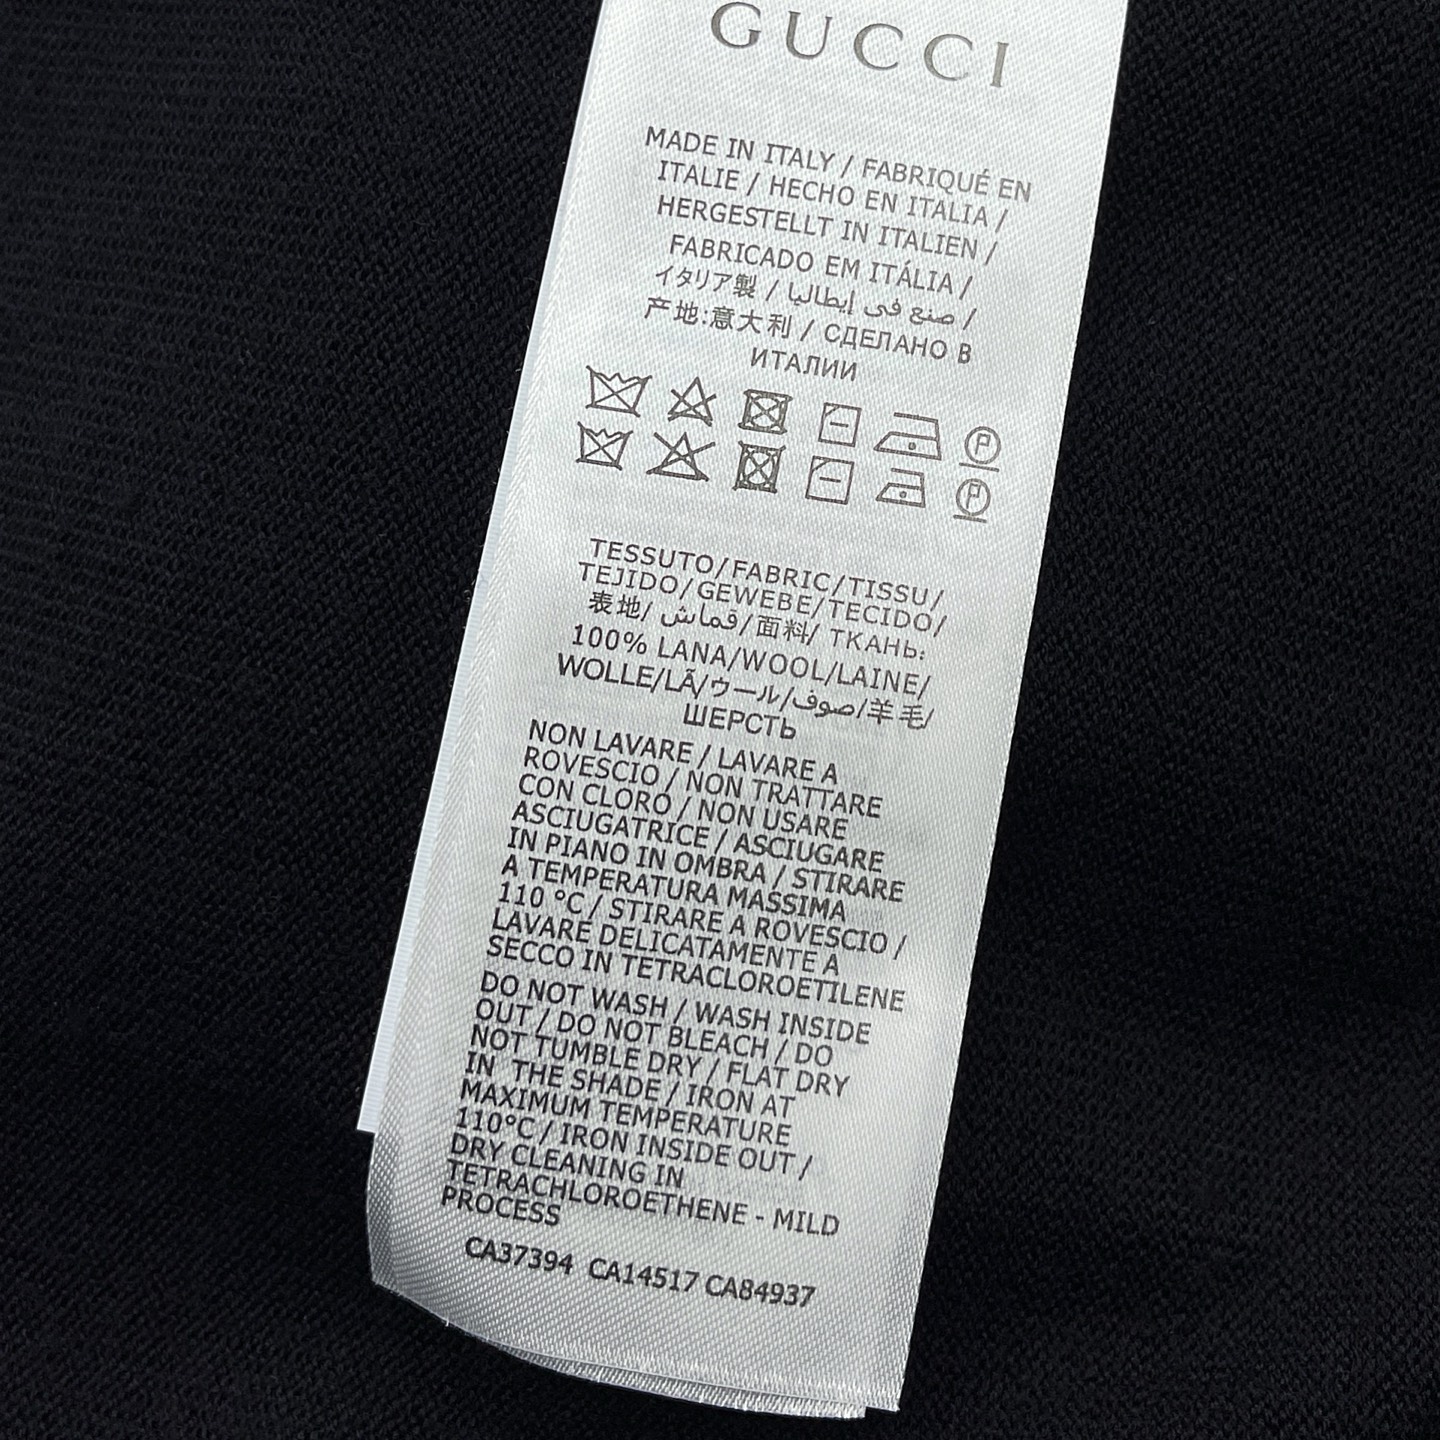 GUCCI
MADE IN ITALY / FABRIQUÉ EN
ITALIE / HECHO EN ITALIA /
HERGESTELLT IN ITALIEN /
FABRICADO EM ITÁLIA /
イタリア製 / صنع في إيطاليا /
产地:意大利 / СДЕЛАНО В
ИТАЛИИ
P
P
TESSUTO/FABRIC/TISSU/
TEJIDO/GEWEBE/TECIDO/
表地/ قماش/面料/ ТКАНЬ:
100% LANA/WOOL/LAINE/
WOLLE/LÃ/ウール/صوف/羊毛/
ШЕРСТЬ
NON LAVARE / LAVARE A
ROVESCIO / NON TRATTARE
CON CLORO / NON USARE
ASCIUGATRICE / ASCIUGARE
IN PIANO IN OMBRA / STIRARE
A TEMPERATURA MASSIMA
110 °C / STIRARE A ROVESCIO /
LAVARE DELICATAMENTE A
SECCO IN TETRACLOROETILENE
DO NOT WASH / WASH INSIDE
OUT / DO NOT BLEACH / DO
NOT TUMBLE DRY / FLAT DRY
IN THE SHADE / IRON AT
MAXIMUM TEMPERATURE
110°C / IRON INSIDE OUT /
DRY CLEANING IN
TETRACHLOROETHENE - MILD
PROCESS
CA37394 CA14517 CA84937